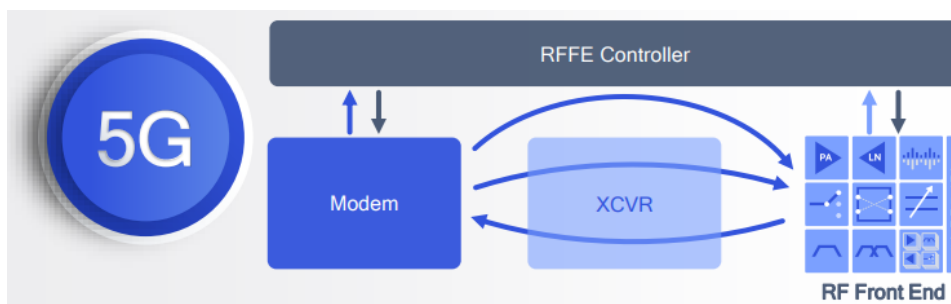 RFFE Controller
5G
Modem
XCVR
PA
LN
RF Front End